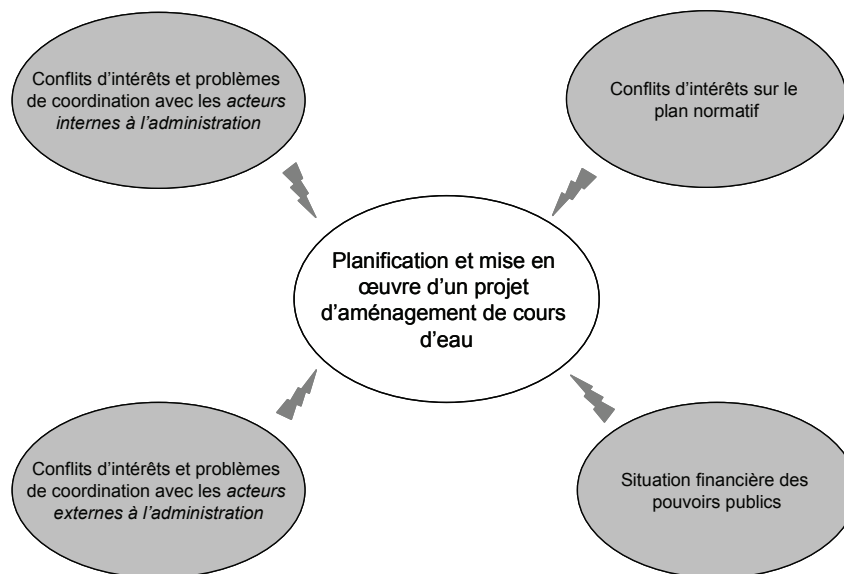 Conflits d'intérêts et problèmes
de coordination avec les acteurs
internes à l'administration
Conflits d'intérêts sur le
plan normatif
Planification et mise en
œuvre d'un projet
d'aménagement de cours
d'eau
Conflits d'intérêts et problèmes
de coordination avec les acteurs
externes à l'administration
Situation financière des
pouvoirs publics